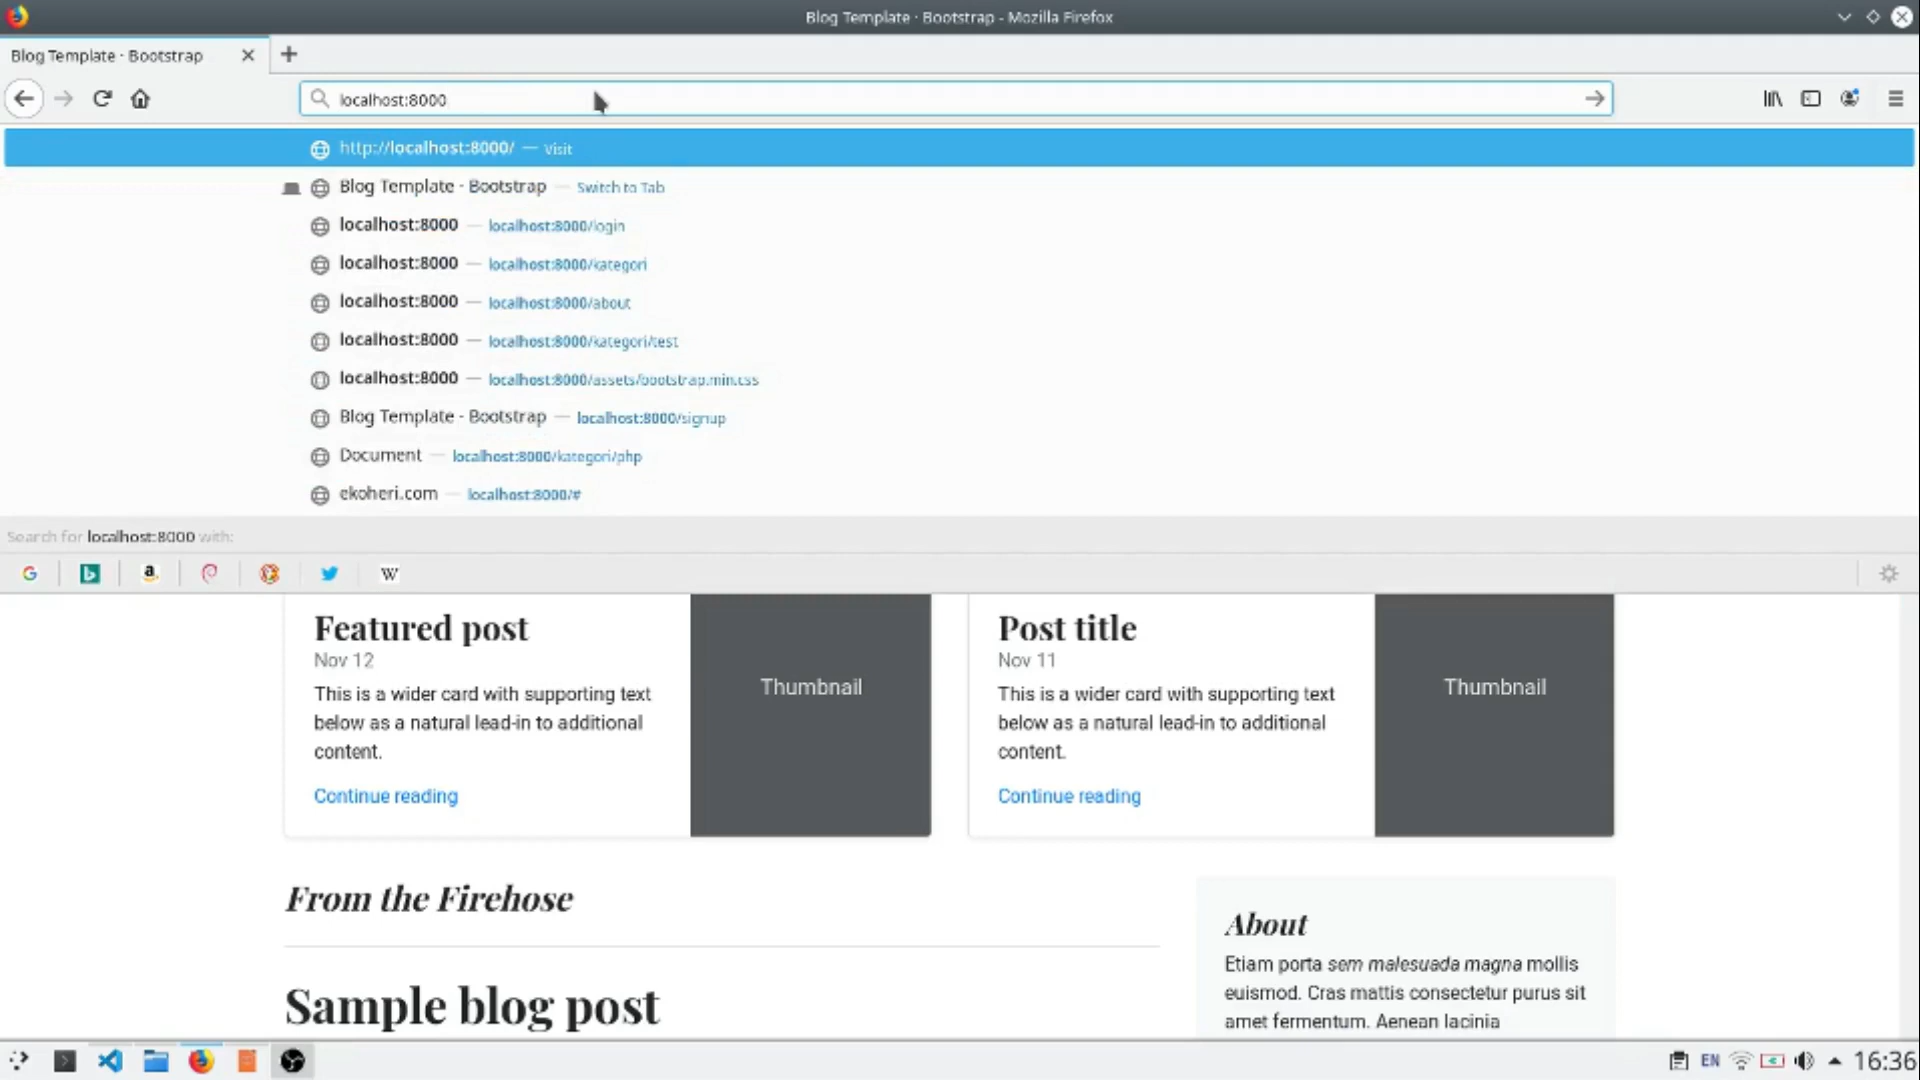 Blog Template · Bootstrap - Mozilla Firefox
Blog Template · Bootstrap
localhost:8000
http://localhost:8000/ — Visit
Blog Template · Bootstrap — Switch to Tab
localhost:8000 — localhost:8000/login
localhost:8000 — localhost:8000/kategori
localhost:8000 — localhost:8000/about
localhost:8000 — localhost:8000/kategori/test
localhost:8000 — localhost:8000/assets/bootstrap.min.css
Blog Template · Bootstrap — localhost:8000/signup
Document — localhost:8000/kategori/php
ekoheri.com — localhost:8000/#
Search for localhost:8000 with:
Featured post
Nov 12
This is a wider card with supporting text
below as a natural lead-in to additional
content.
Continue reading
Thumbnail
Post title
Nov 11
This is a wider card with supporting text
below as a natural lead-in to additional
content.
Continue reading
Thumbnail
From the Firehose
Sample blog post
About
Etiam porta sem malesuada magna mollis
euismod. Cras mattis consectetur purus sit
amet fermentum. Aenean lacinia
EN
16:36